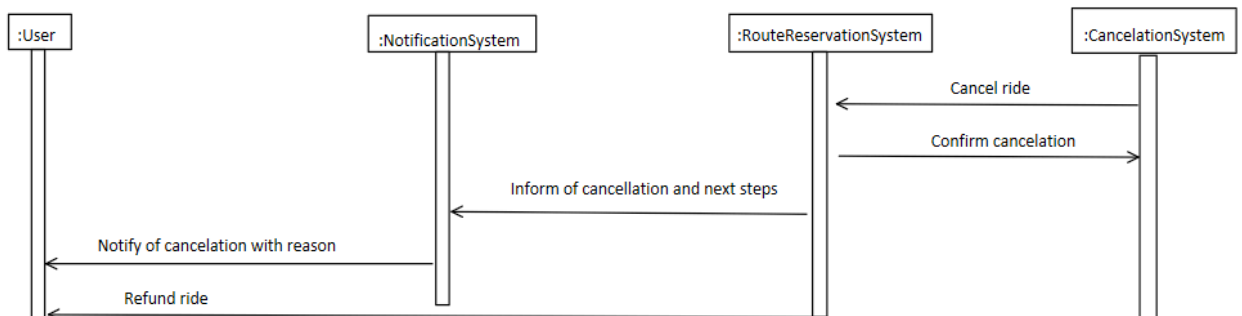 :User
:NotificationSystem
:RouteReservationSystem
:CancelationSystem
Cancel ride
Confirm cancelation
Inform of cancellation and next steps
Notify of cancelation with reason
Refund ride